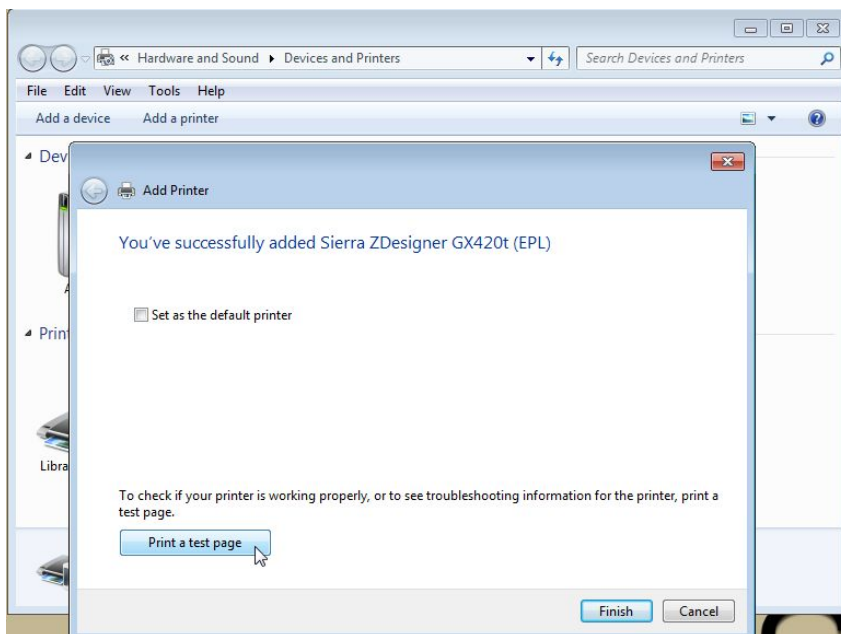 « Hardware and Sound ▸ Devices and Printers
Search Devices and Printers
File Edit View Tools Help
Add a device Add a printer
Add Printer
You've successfully added Sierra ZDesigner GX420t (EPL)
Set as the default printer
To check if your printer is working properly, or to see troubleshooting information for the printer, print a
test page.
Print a test page
Finish Cancel